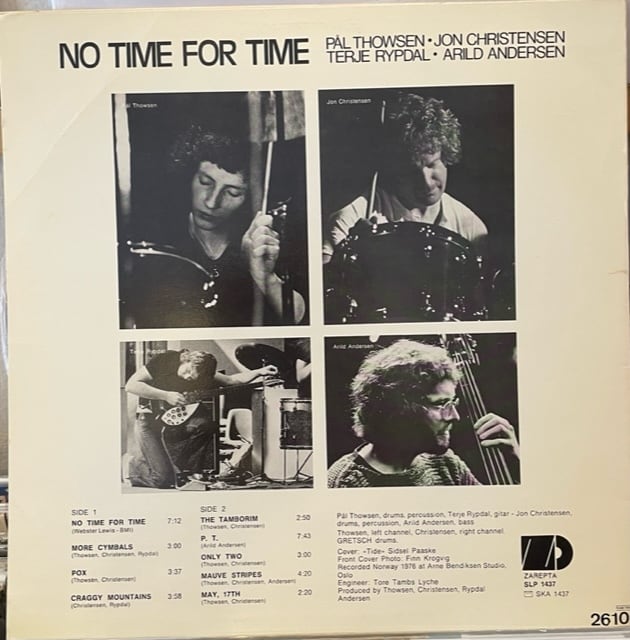 NO TIME FOR TIME
PÅL THOWSEN • JON CHRISTENSEN
TERJE RYPDAL • ARILD ANDERSEN
Pål Thowsen
Jon Christensen
Terje Rypdal
Arild Andersen
SIDE 1
NO TIME FOR TIME 7:12
(Webster Lewis - BMI)
MORE CYMBALS 3:00
(Thowsen, Christensen, Rypdal)
POX 3:37
(Thowsen, Christensen)
CRAGGY MOUNTAINS 3:58
(Christensen, Rypdal)
SIDE 2
THE TAMBORIM 2:50
(Thowsen, Christensen)
P. T. 7:43
(Arild Andersen)
ONLY TWO 3:00
(Thowsen, Christensen)
MAUVE STRIPES 4:20
(Thowsen, Christensen, Andersen)
MAY, 17TH 2:20
(Thowsen, Christensen)
Pål Thowsen, drums, percussion, Terje Rypdal, gitar - Jon Christensen,
drums, percussion, Arild Andersen, bass
Thowsen, left channel, Christensen, right channel.
GRETSCH drums.
Cover: «Tide» Sidsel Paaske
Front Cover Photo: Finn Krogvig
Recorded Norway 1976 at Arne Bendiksen Studio,
Oslo
Engineer: Tore Tambs Lyche
Produced by Thowsen, Christensen, Rypdal
Andersen
ZAREPTA
SLP 1437
SKA 1437
2610